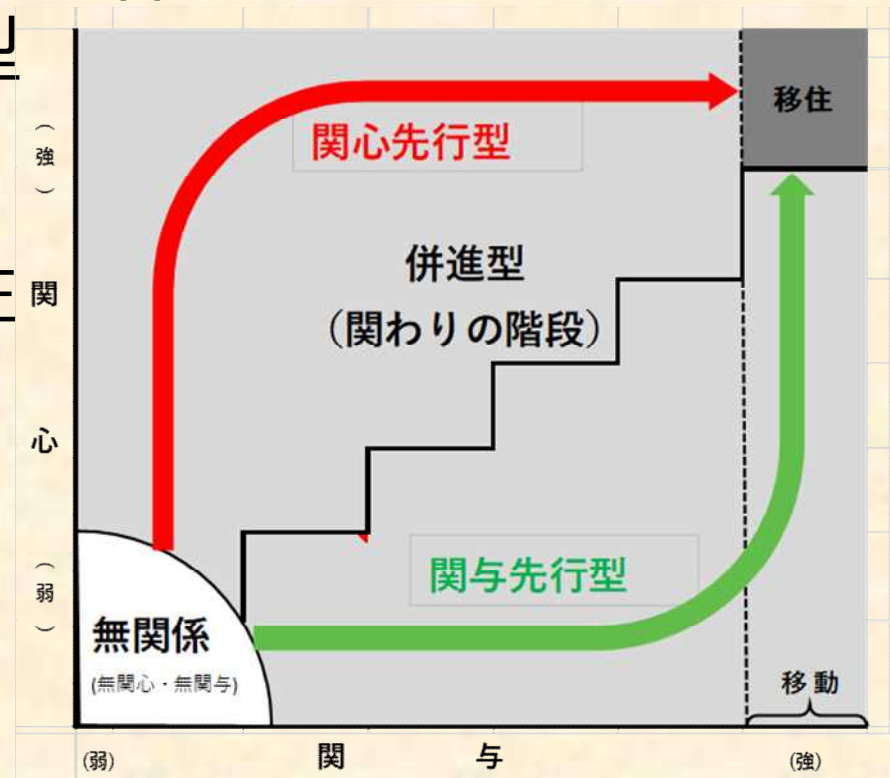 移住
関心先行型
(強)
併進型
(関わりの階段)
関心
関与先行型
(弱)
無関係
(無関心・無関与)
移動
(弱)
関与
(強)